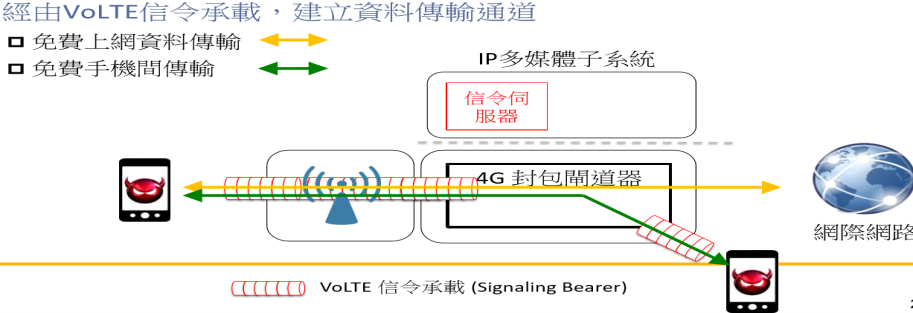 經由VoLTE信令承載，建立資料傳輸通道
免費上網資料傳輸
免費手機間傳輸
IP多媒體子系統
信令伺
服器
4G 封包閘道器
網際網路
VoLTE 信令承載 (Signaling Bearer)